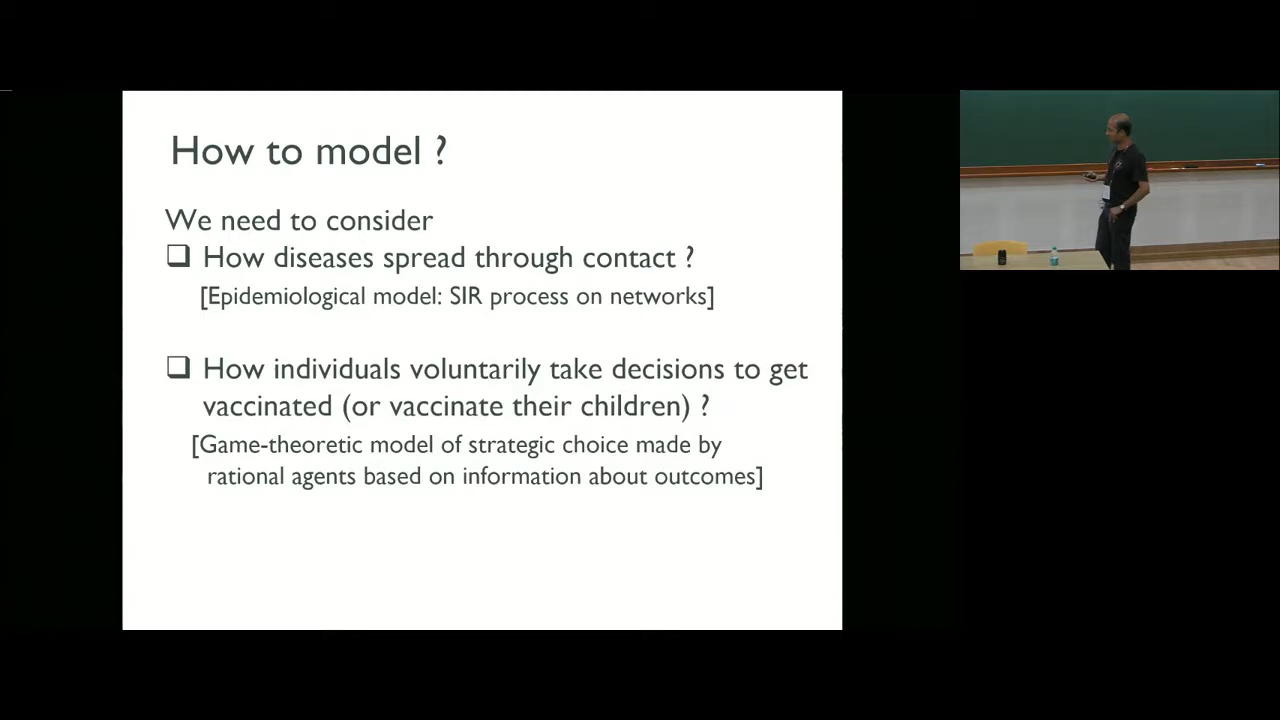 How to model ?
We need to consider
❑ How diseases spread through contact ?
[Epidemiological model: SIR process on networks]
❑ How individuals voluntarily take decisions to get
vaccinated (or vaccinate their children) ?
[Game-theoretic model of strategic choice made by
rational agents based on information about outcomes]